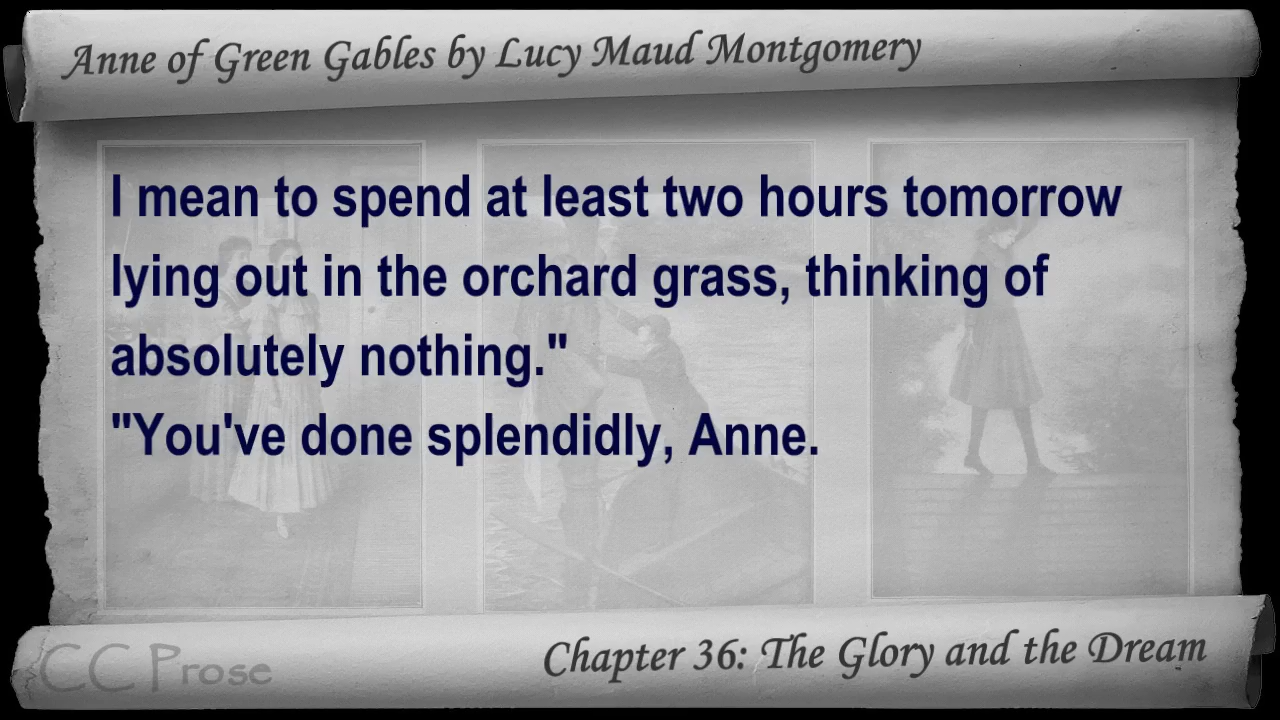 Anne of Green Gables by Lucy Maud Montgomery
I mean to spend at least two hours tomorrow
lying out in the orchard grass, thinking of
absolutely nothing."
"You've done splendidly, Anne.
CC Prose
Chapter 36: The Glory and the Dream